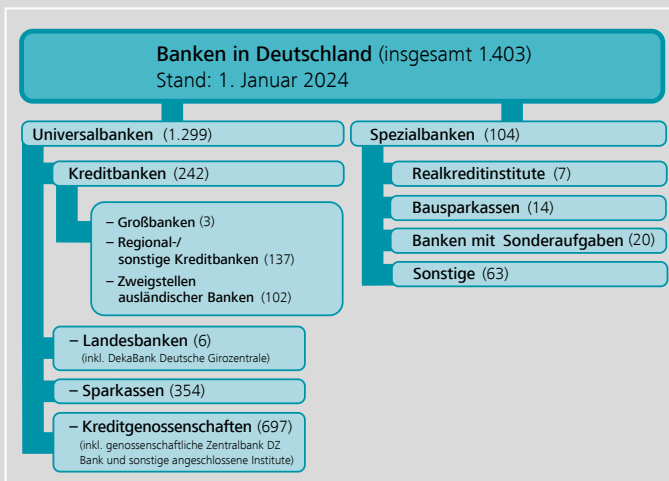 Banken in Deutschland (insgesamt 1.403)
Stand: 1. Januar 2024
Universalbanken (1.299)
Kreditbanken (242)
– Großbanken (3)
– Regional-/
sonstige Kreditbanken (137)
– Zweigstellen
ausländischer Banken (102)
– Landesbanken (6)
(inkl. DekaBank Deutsche Girozentrale)
– Sparkassen (354)
– Kreditgenossenschaften (697)
(inkl. genossenschaftliche Zentralbank DZ
Bank und sonstige angeschlossene Institute)
Spezialbanken (104)
Realkreditinstitute (7)
Bausparkassen (14)
Banken mit Sonderaufgaben (20)
Sonstige (63)